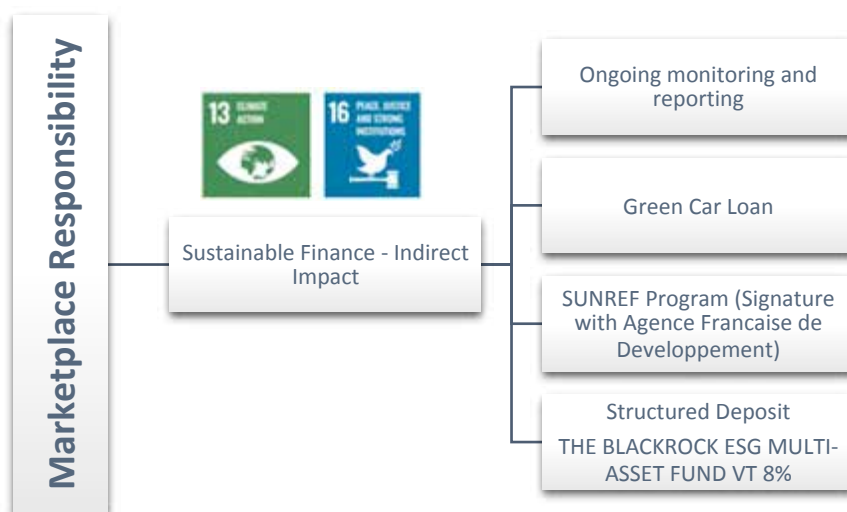 Marketplace Responsibility
13 CLIMATE
ACTION
16 PEACE, JUSTICE
AND STRONG
INSTITUTIONS
Sustainable Finance - Indirect
Impact
Ongoing monitoring and
reporting
Green Car Loan
SUNREF Program (Signature
with Agence Francaise de
Developpement)
Structured Deposit
THE BLACKROCK ESG MULTI-
ASSET FUND VT 8%